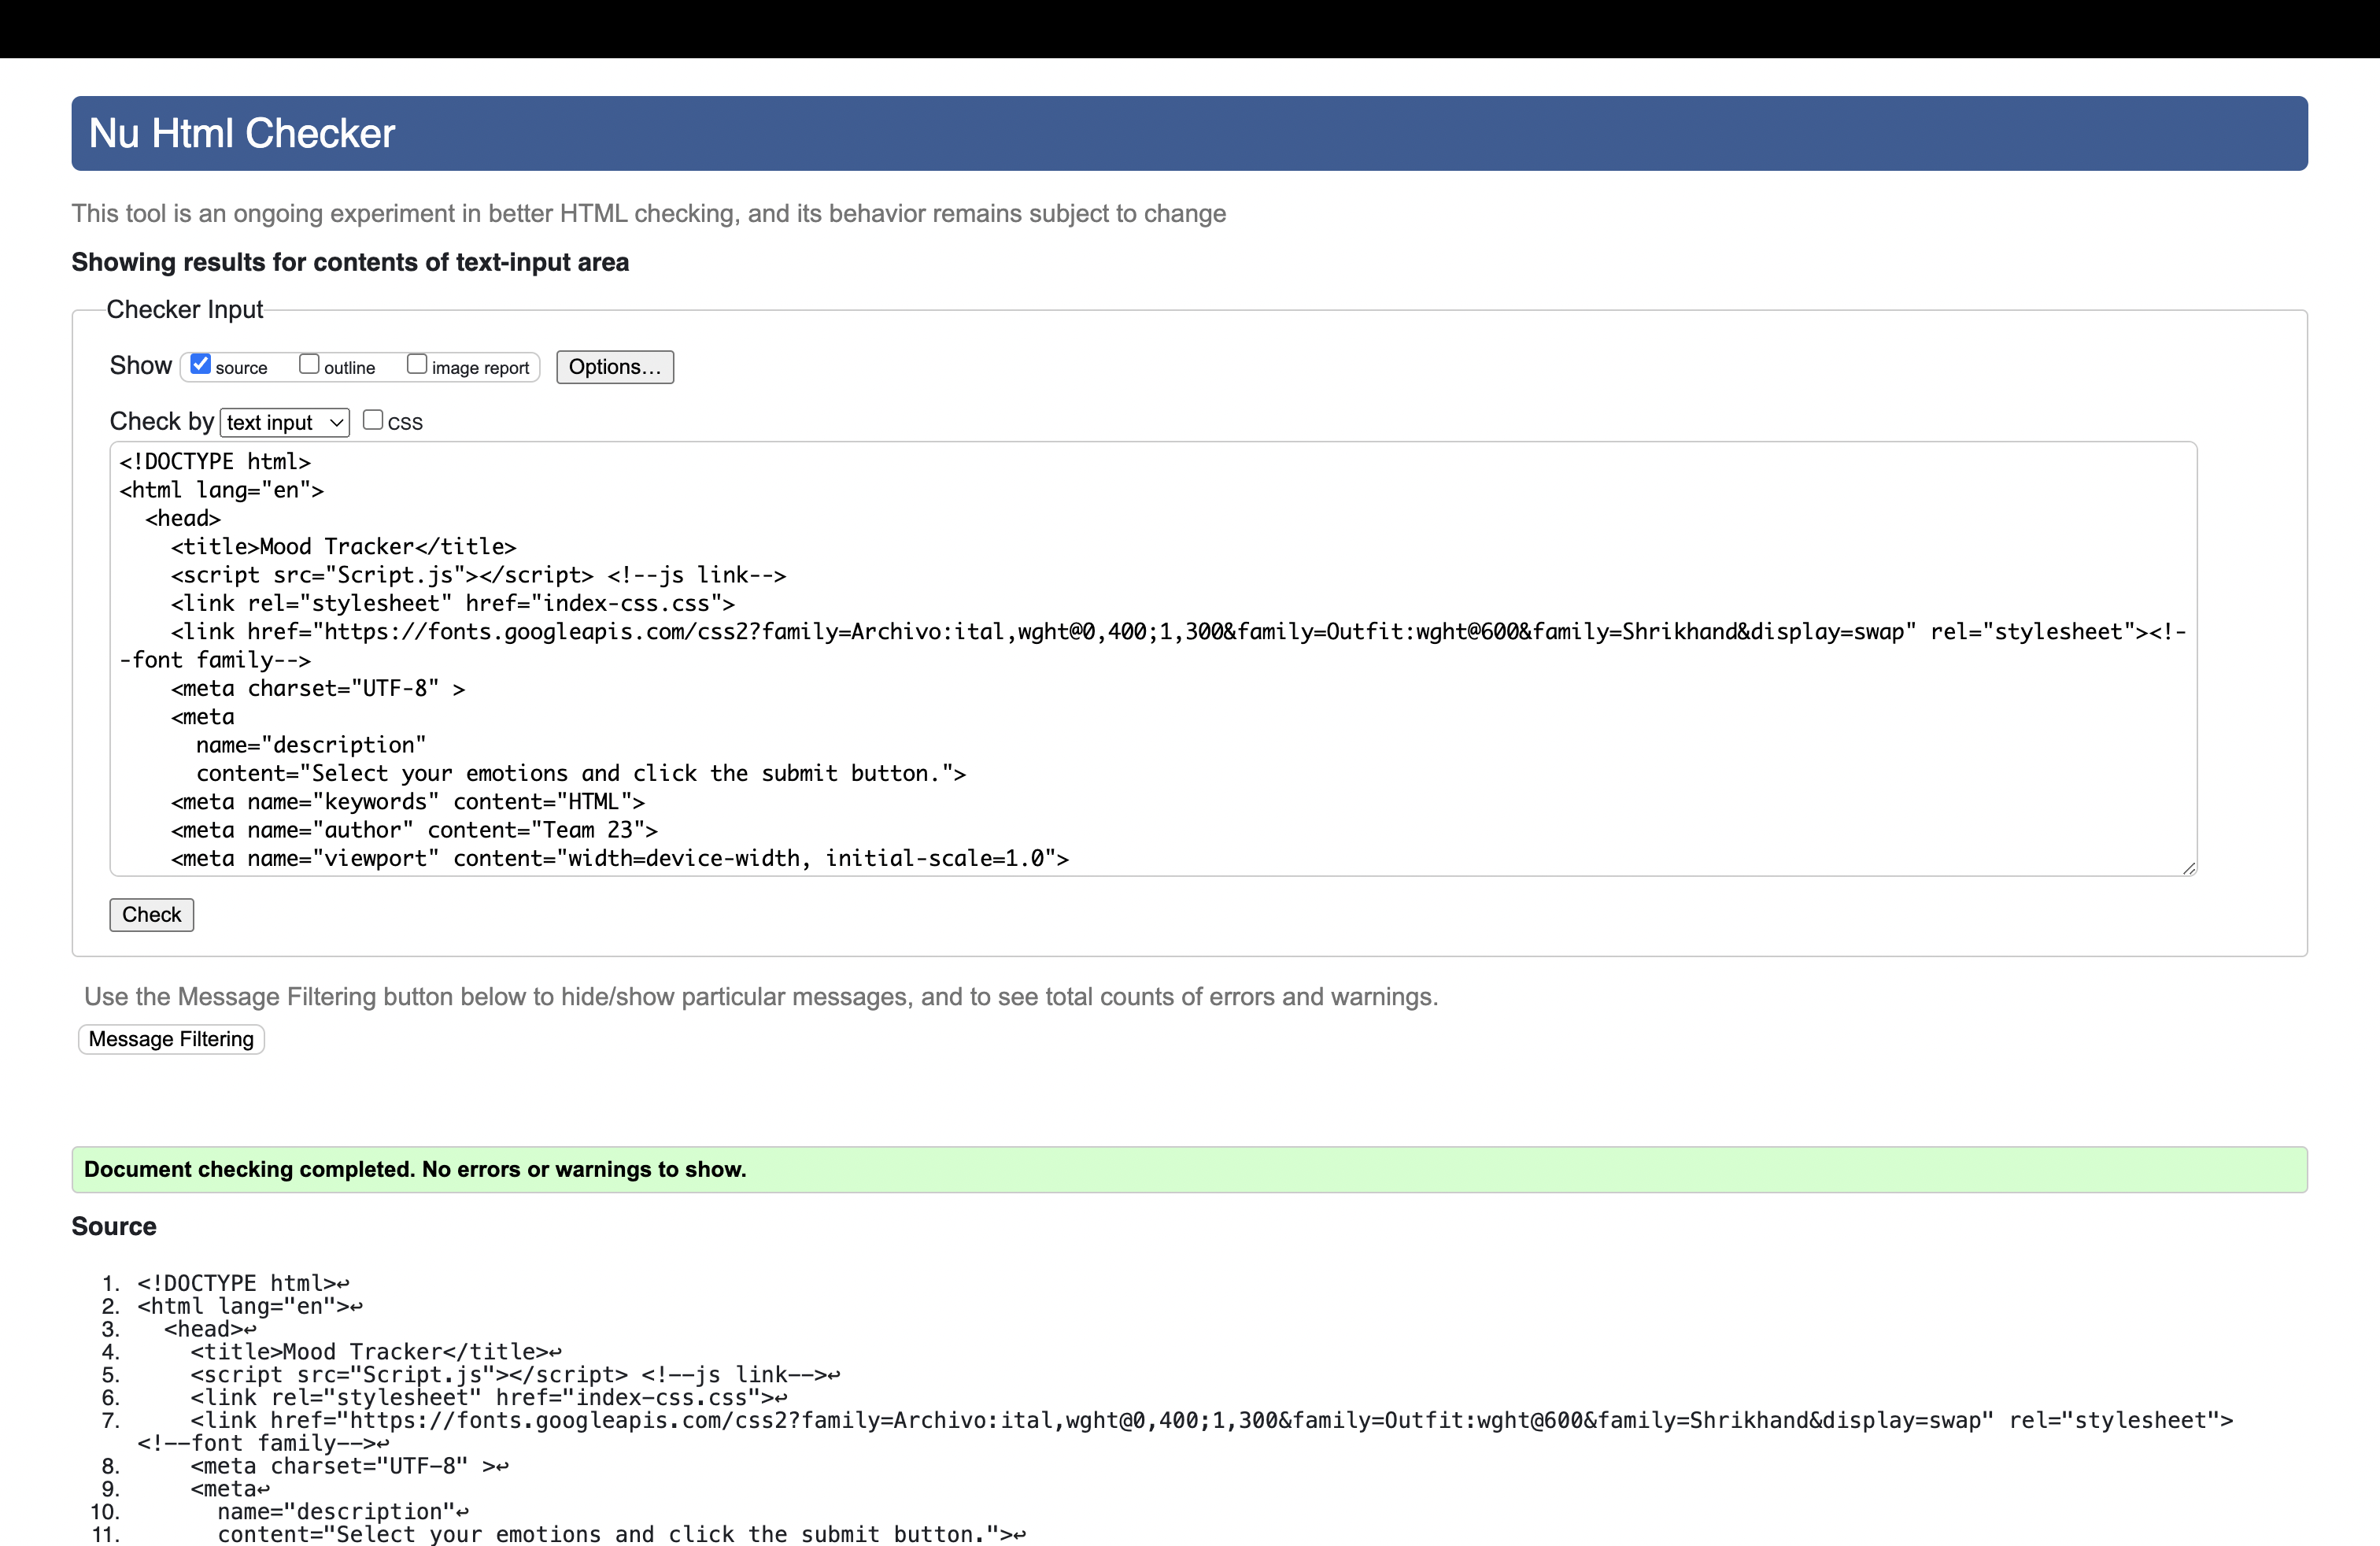 Nu Html Checker
This tool is an ongoing experiment in better HTML checking, and its behavior remains subject to change
Showing results for contents of text-input area
Checker Input
Show source outline image report Options...
Check by text input css
<!DOCTYPE html>
<html lang="en">
  <head>
    <title>Mood Tracker</title>
    <script src="Script.js"></script> <!--js link-->
    <link rel="stylesheet" href="index-css.css">
    <link href="https://fonts.googleapis.com/css2?family=Archivo:ital,wght@0,400;1,300&family=Outfit:wght@600&family=Shrikhand&display=swap" rel="stylesheet"><!-
-font family-->
    <meta charset="UTF-8" >
    <meta
      name="description"
      content="Select your emotions and click the submit button.">
    <meta name="keywords" content="HTML">
    <meta name="author" content="Team 23">
    <meta name="viewport" content="width=device-width, initial-scale=1.0">
Check
Use the Message Filtering button below to hide/show particular messages, and to see total counts of errors and warnings.
Message Filtering
Document checking completed. No errors or warnings to show.
Source
1. <!DOCTYPE html>↩
2. <html lang="en">↩
3.   <head>↩
4.     <title>Mood Tracker</title>↩
5.     <script src="Script.js"></script> <!--js link-->↩
6.     <link rel="stylesheet" href="index-css.css">↩
7.     <link href="https://fonts.googleapis.com/css2?family=Archivo:ital,wght@0,400;1,300&family=Outfit:wght@600&family=Shrikhand&display=swap" rel="stylesheet">
<!--font family-->↩
8.     <meta charset="UTF-8" >↩
9.     <meta↩
10.       name="description"↩
11.       content="Select your emotions and click the submit button.">↩